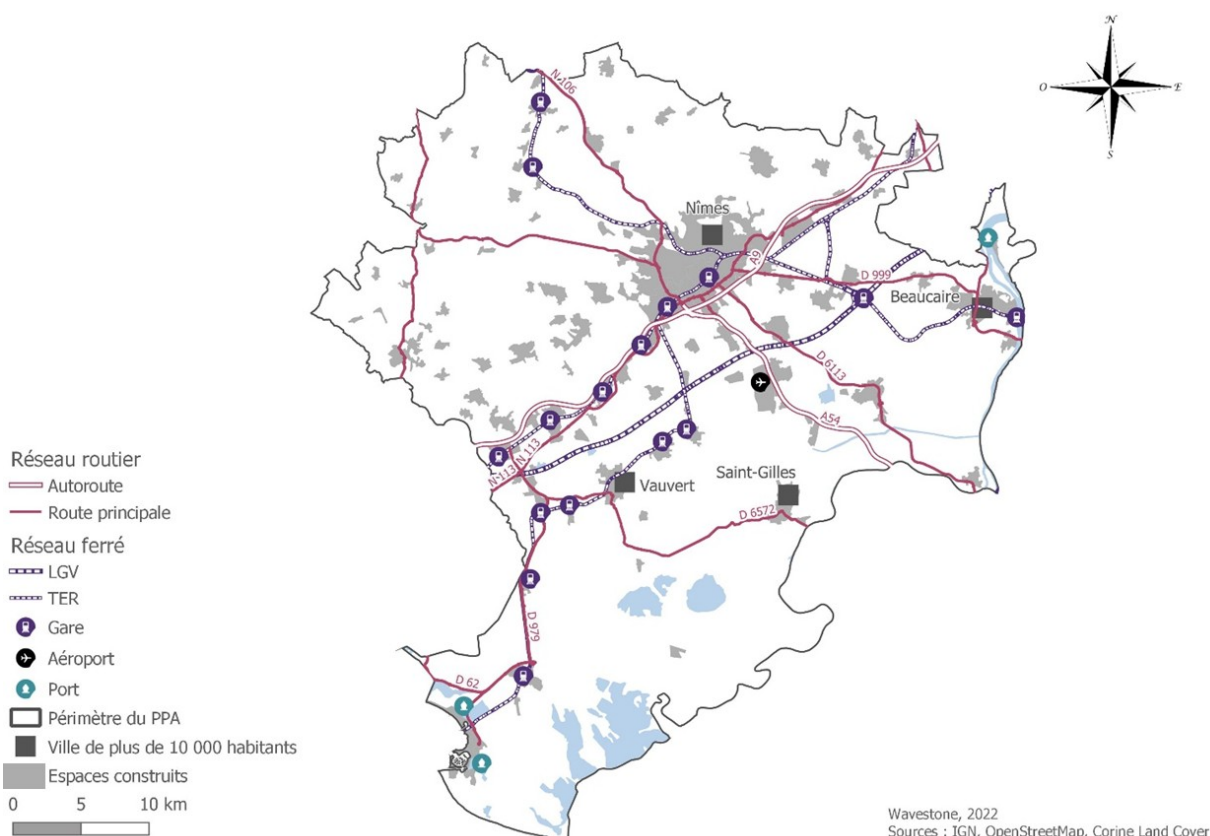 N
O
E
S
N 106
Nîmes
A9
D 999
Beaucaire
D 6113
A54
N 113
N 113
Vauvert
Saint-Gilles
D 6572
D 979
D 62
Réseau routier
Autoroute
Route principale
Réseau ferré
LGV
TER
Gare
Aéroport
Port
Périmètre du PPA
Ville de plus de 10 000 habitants
Espaces construits
0 5 10 km
Wavestone, 2022
Sources : IGN, OpenStreetMap, Corine Land Cover